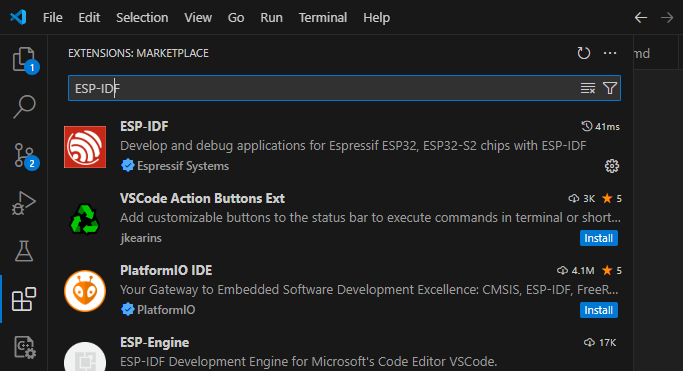 File Edit Selection View Go Run Terminal Help
EXTENSIONS: MARKETPLACE
md
1
ESP-IDF
ESP-IDF 41ms
Develop and debug applications for Espressif ESP32, ESP32-S2 chips with ESP-IDF
Espressif Systems
2
VSCode Action Buttons Ext 3K 5
Add customizable buttons to the status bar to execute commands in terminal or short...
jkearins Install
PlatformIO IDE 4.1M 5
Your Gateway to Embedded Software Development Excellence: CMSIS, ESP-IDF, FreeR...
PlatformIO Install
ESP-Engine 17K
ESP-IDF Development Engine for Microsoft's Code Editor VSCode.